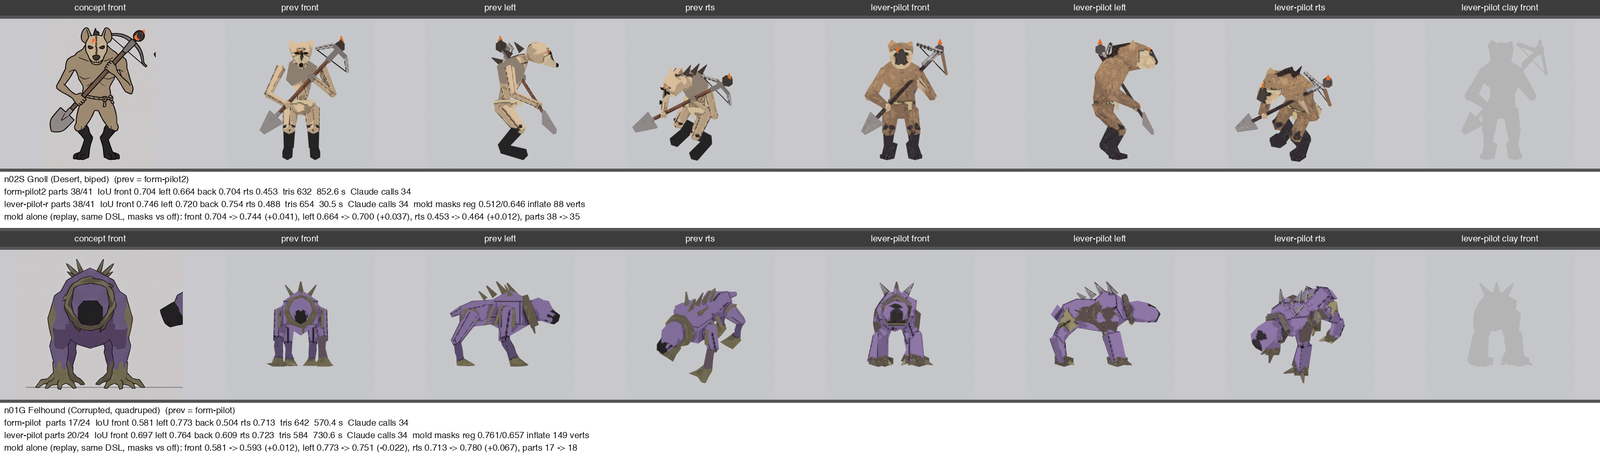 concept front prev front prev left prev rts lever-pilot front lever-pilot left lever-pilot rts lever-pilot clay front
n02S Gnoll (Desert, biped) (prev = form-pilot2)
form-pilot2 parts 38/41 IoU front 0.704 left 0.664 back 0.704 rts 0.453 tris 632 852.6 s Claude calls 34
lever-pilot-r parts 38/41 IoU front 0.746 left 0.720 back 0.754 rts 0.488 tris 654 30.5 s Claude calls 34 mold masks reg 0.512/0.646 inflate 88 verts
mold alone (replay, same DSL, masks vs off): front 0.704 -> 0.744 (+0.041), left 0.664 -> 0.700 (+0.037), rts 0.453 -> 0.464 (+0.012), parts 38 -> 35
concept front prev front prev left prev rts lever-pilot front lever-pilot left lever-pilot rts lever-pilot clay front
n01G Felhound (Corrupted, quadruped) (prev = form-pilot)
form-pilot parts 17/24 IoU front 0.581 left 0.773 back 0.504 rts 0.713 tris 642 570.4 s Claude calls 34
lever-pilot parts 20/24 IoU front 0.697 left 0.764 back 0.609 rts 0.723 tris 584 730.6 s Claude calls 34 mold masks reg 0.761/0.657 inflate 149 verts
mold alone (replay, same DSL, masks vs off): front 0.581 -> 0.593 (+0.012), left 0.773 -> 0.751 (-0.022), rts 0.713 -> 0.780 (+0.067), parts 17 -> 18